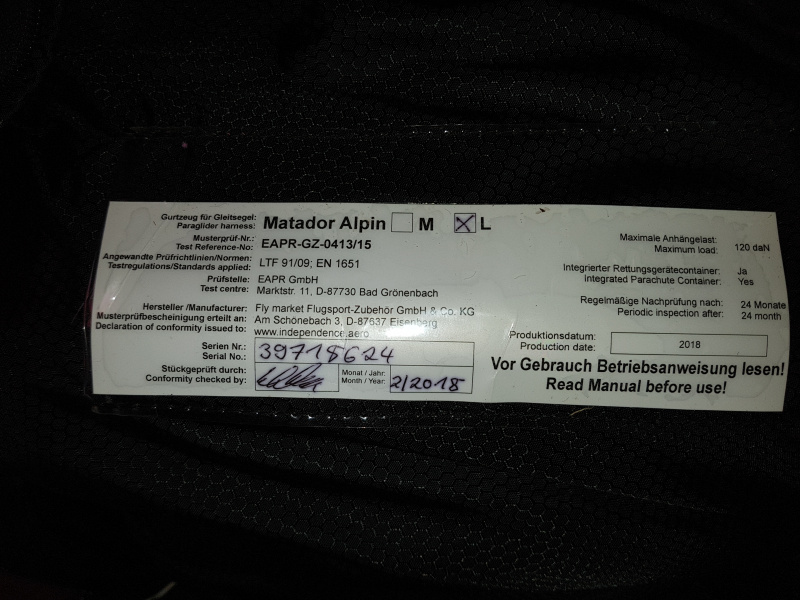 Gurtzeug für Gleitsegel:
Paraglider harness:
Matador Alpin M L
Musterprüf-Nr.:
Test Reference-No:
EAPR-GZ-0413/15
Angewandte Prüfrichtlinien/Normen:
Testregulations/Standards applied:
LTF 91/09; EN 1651
Prüfstelle:
Test centre:
EAPR GmbH
Marktstr. 11, D-87730 Bad Grönenbach
Hersteller /Manufacturer:
Musterprüfbescheinigung erteilt an:
Declaration of conformity issued to:
Fly market Flugsport-Zubehör GmbH & Co. KG
Am Schönebach 3, D-87637 Eisenberg
www.independence.aero
Serien Nr.:
Serial No.:
39718624
Stückgeprüft durch:
Conformity checked by:
Monat / Jahr:
Month / Year:
2/2018
Maximale Anhängelast:
Maximum load:
120 daN
Integrierter Rettungsgerätecontainer:
Integrated Parachute Container:
Ja
Yes
Regelmäßige Nachprüfung nach:
Periodic inspection after:
24 Monate
24 month
Produktionsdatum:
Production date:
2018
Vor Gebrauch Betriebsanweisung lesen!
Read Manual before use!